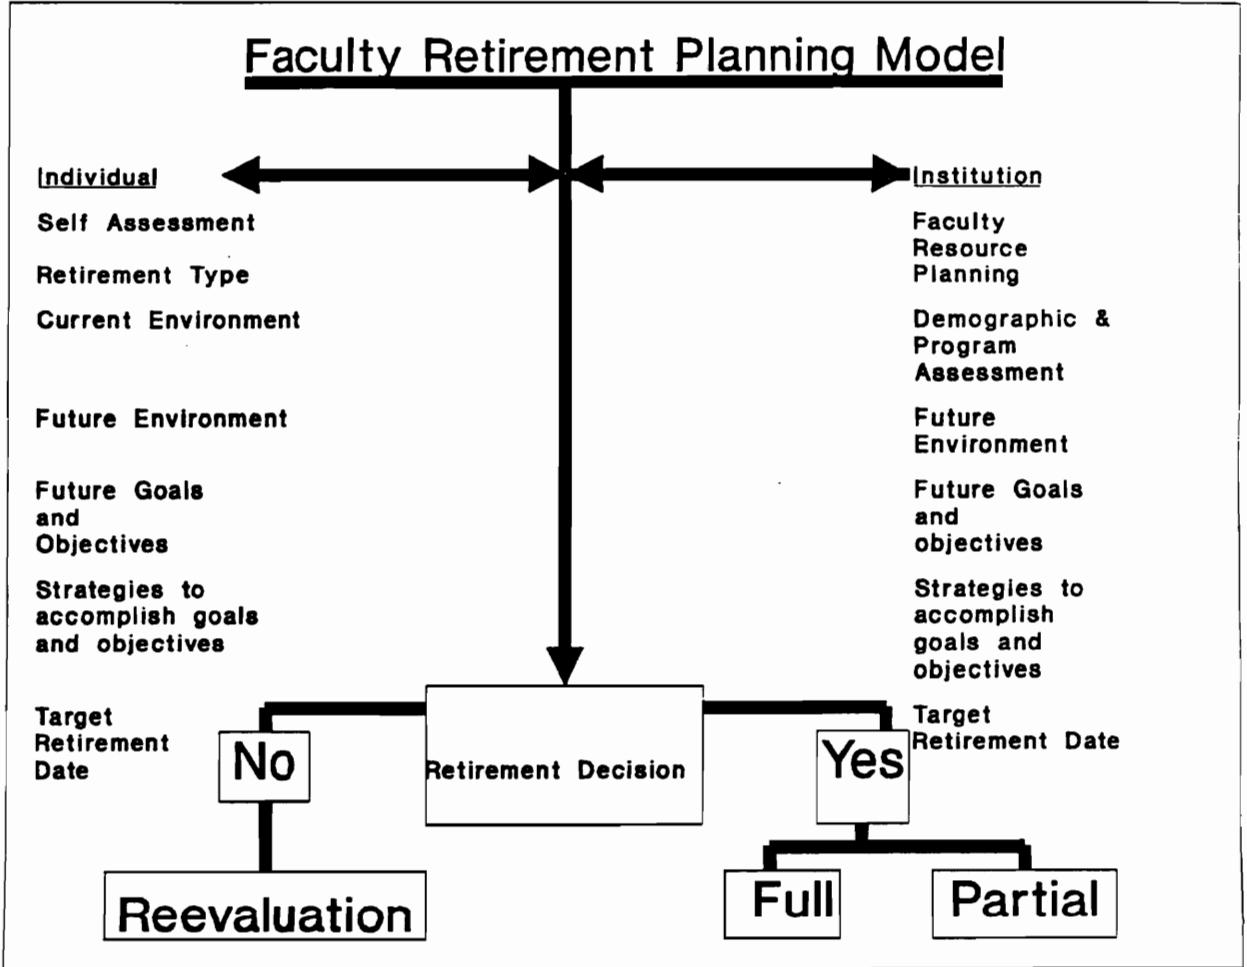 Faculty Retirement Planning Model
Individual
Self Assessment
Retirement Type
Current Environment
Future Environment
Future Goals
and
Objectives
Strategies to
accomplish goals
and objectives
Target
Retirement
Date
Institution
Faculty
Resource
Planning
Demographic &
Program
Assessment
Future
Environment
Future Goals
and
objectives
Strategies to
accomplish
goals and
objectives
Target
Retirement Date
Retirement Decision
No
Yes
Reevaluation
Full
Partial